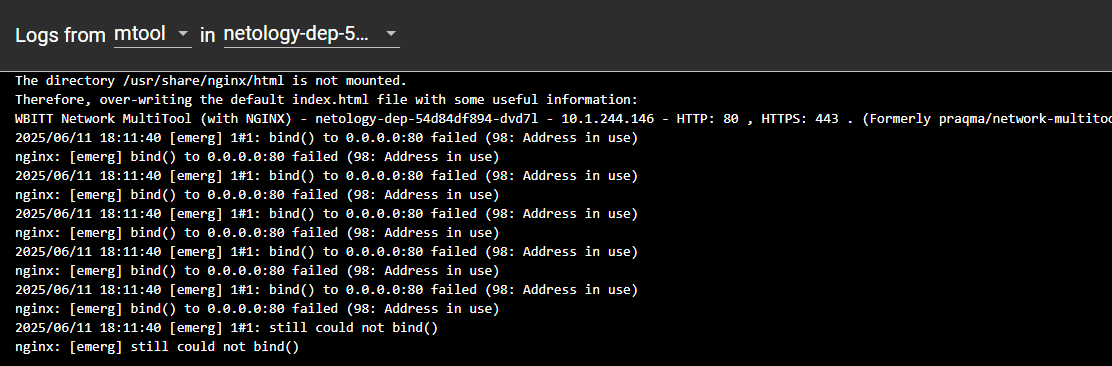 Logs from mtool in netology-dep-5...
The directory /usr/share/nginx/html is not mounted.
Therefore, over-writing the default index.html file with some useful information:
WBITT Network MultiTool (with NGINX) - netology-dep-54d84df894-dvd7l - 10.1.244.146 - HTTP: 80 , HTTPS: 443 . (Formerly praqma/network-multitoo
2025/06/11 18:11:40 [emerg] 1#1: bind() to 0.0.0.0:80 failed (98: Address in use)
nginx: [emerg] bind() to 0.0.0.0:80 failed (98: Address in use)
2025/06/11 18:11:40 [emerg] 1#1: bind() to 0.0.0.0:80 failed (98: Address in use)
nginx: [emerg] bind() to 0.0.0.0:80 failed (98: Address in use)
2025/06/11 18:11:40 [emerg] 1#1: bind() to 0.0.0.0:80 failed (98: Address in use)
nginx: [emerg] bind() to 0.0.0.0:80 failed (98: Address in use)
2025/06/11 18:11:40 [emerg] 1#1: bind() to 0.0.0.0:80 failed (98: Address in use)
nginx: [emerg] bind() to 0.0.0.0:80 failed (98: Address in use)
2025/06/11 18:11:40 [emerg] 1#1: bind() to 0.0.0.0:80 failed (98: Address in use)
nginx: [emerg] bind() to 0.0.0.0:80 failed (98: Address in use)
2025/06/11 18:11:40 [emerg] 1#1: still could not bind()
nginx: [emerg] still could not bind()